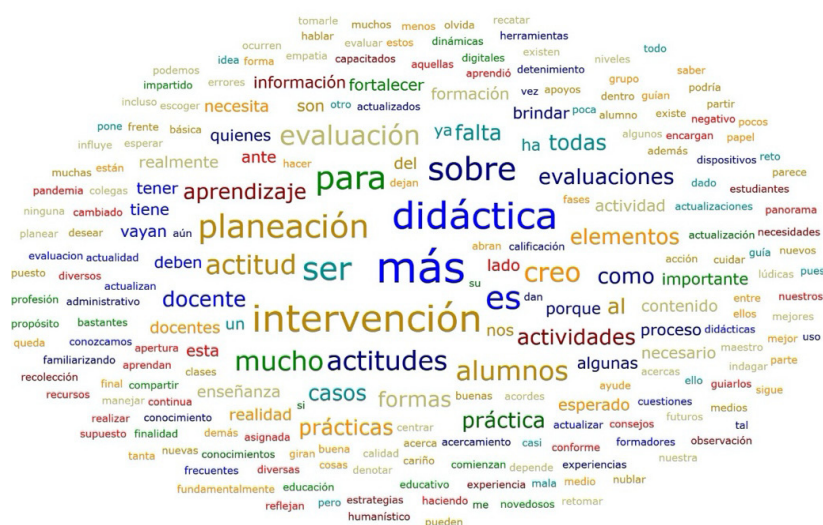 tomarle muchos menos olvida recatar
hablar dinámicas herramientas
ocurren evaluar estos existen todo
idea forma empatia capacitados aquellas digitales detenimiento niveles
podemos aprendió saber
impartido errores información fortalecer formación vez apoyos grupo dentro guían podría
incluso escoger necesita son otro actualizados brindar poca alumno existe partir
pone frente básica quienes evaluación ya falta ha todas algunos negativo pocos
influye esperar encargan papel
muchas están realmente ante hacer del sobre evaluaciones además dispositivos reto
pandemia colegas tener aprendizaje para dejan dado parece
ninguna cambiado tiene didáctica fases actividad actualizaciones estudiantes
planear desear vayan aún planeación abran calificación elementos actualización panorama
necesidades
evaluacion actualidad deben actitud ser más su lado creo como acción cuidar guía nuevos
puesto diversos actualizan importante lúdicas pues
profesión administrativo docente es dan porque al contenido entre nuestros
propósito bastantes docentes un intervención nos ellos mejores
queda conozcamos actividades proceso didácticas mejor uso
familiarizando apertura esta mucho actitudes algunas necesario maestro indagar parte
recolección aprendan clases alumnos acercas
recursos final compartir enseñanza casos formas buenas acordes ayude ello guiarlos sigue
manejar continua si esperado cuestiones medios
realizar conocimiento realidad práctica futuros
supuesto finalidad demás asignada prácticas centrar actualizar consejos tal
tanta nuevas conocimientos giran buena acerca acercamiento casi conforme formadores observación
frecuentes diversas cosas calidad cariño comienzan depende experiencias nuestra
fundamentalmente denotar educativo experiencia mala medio nublar
educación estrategias haciendo me novedosos retomar
reflejan pero
humanístico pueden